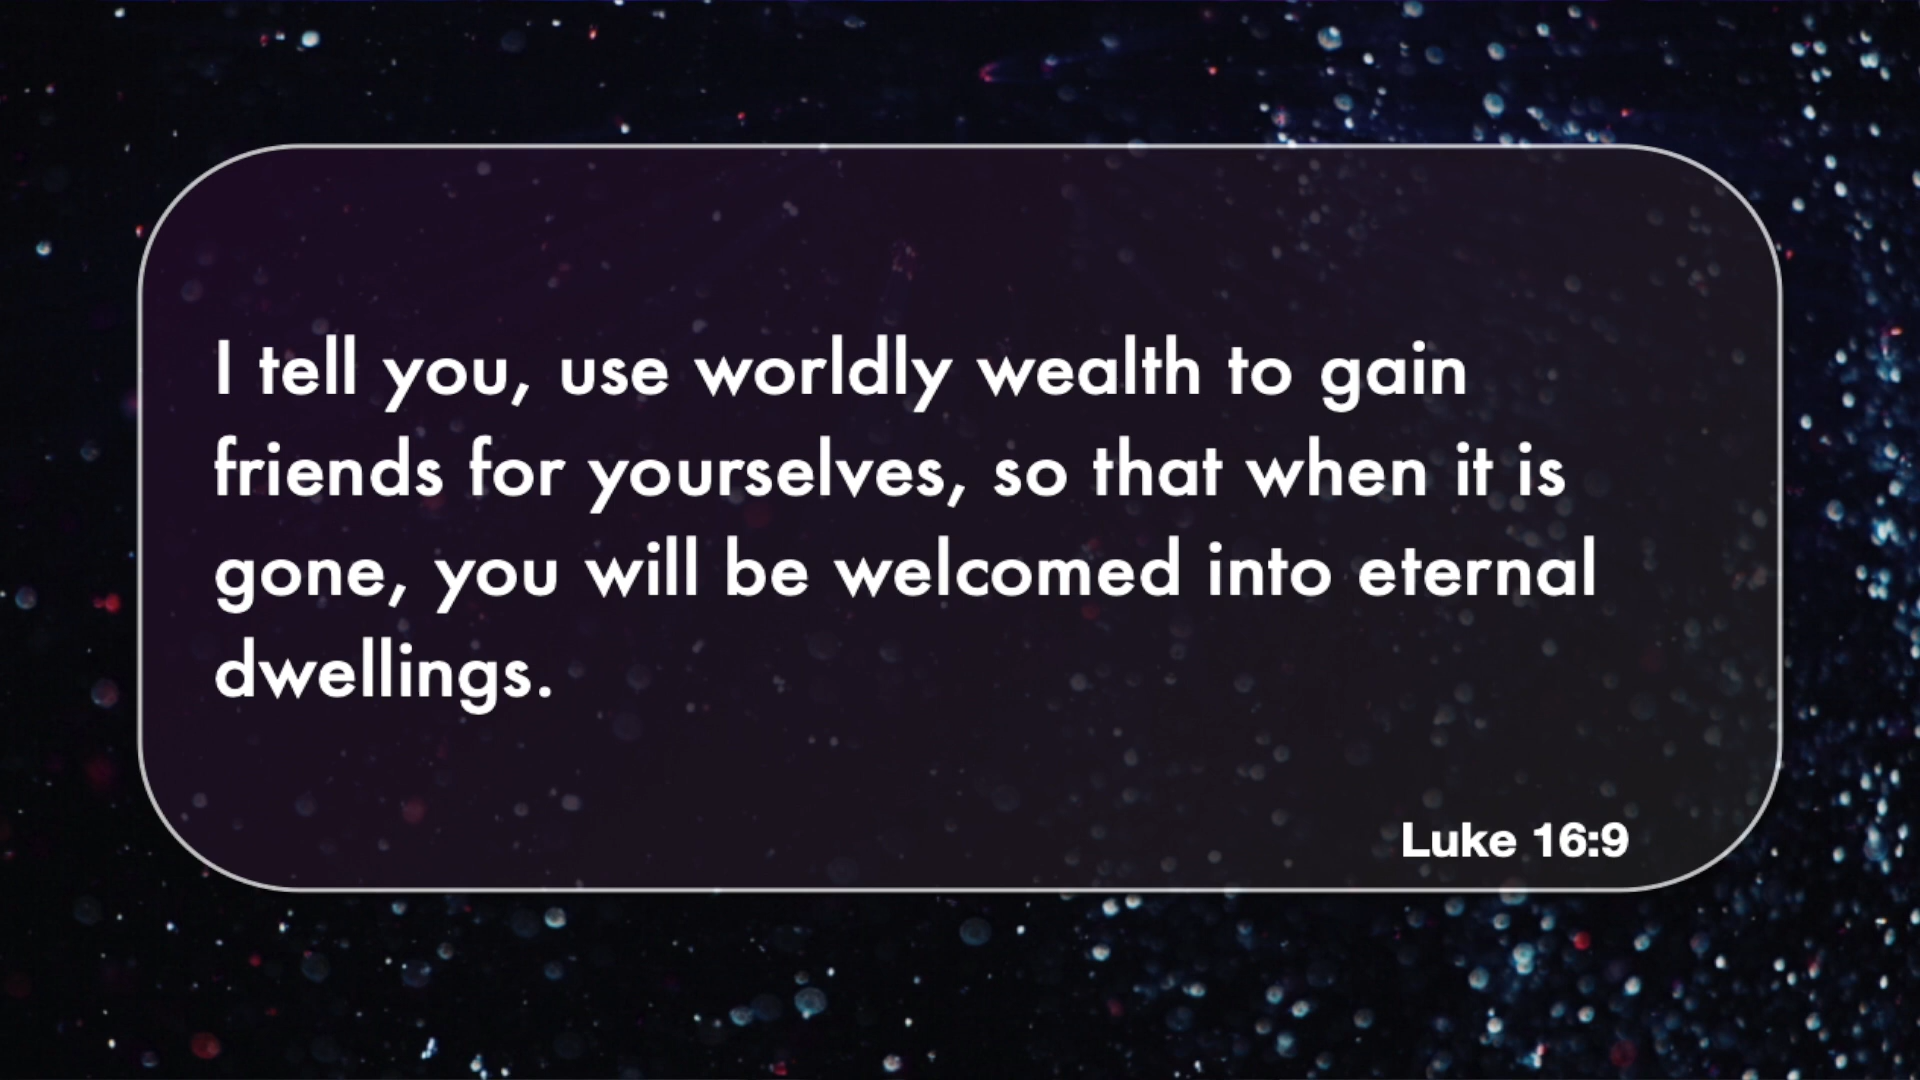 I tell you, use worldly wealth to gain
friends for yourselves, so that when it is
gone, you will be welcomed into eternal
dwellings.
Luke 16:9